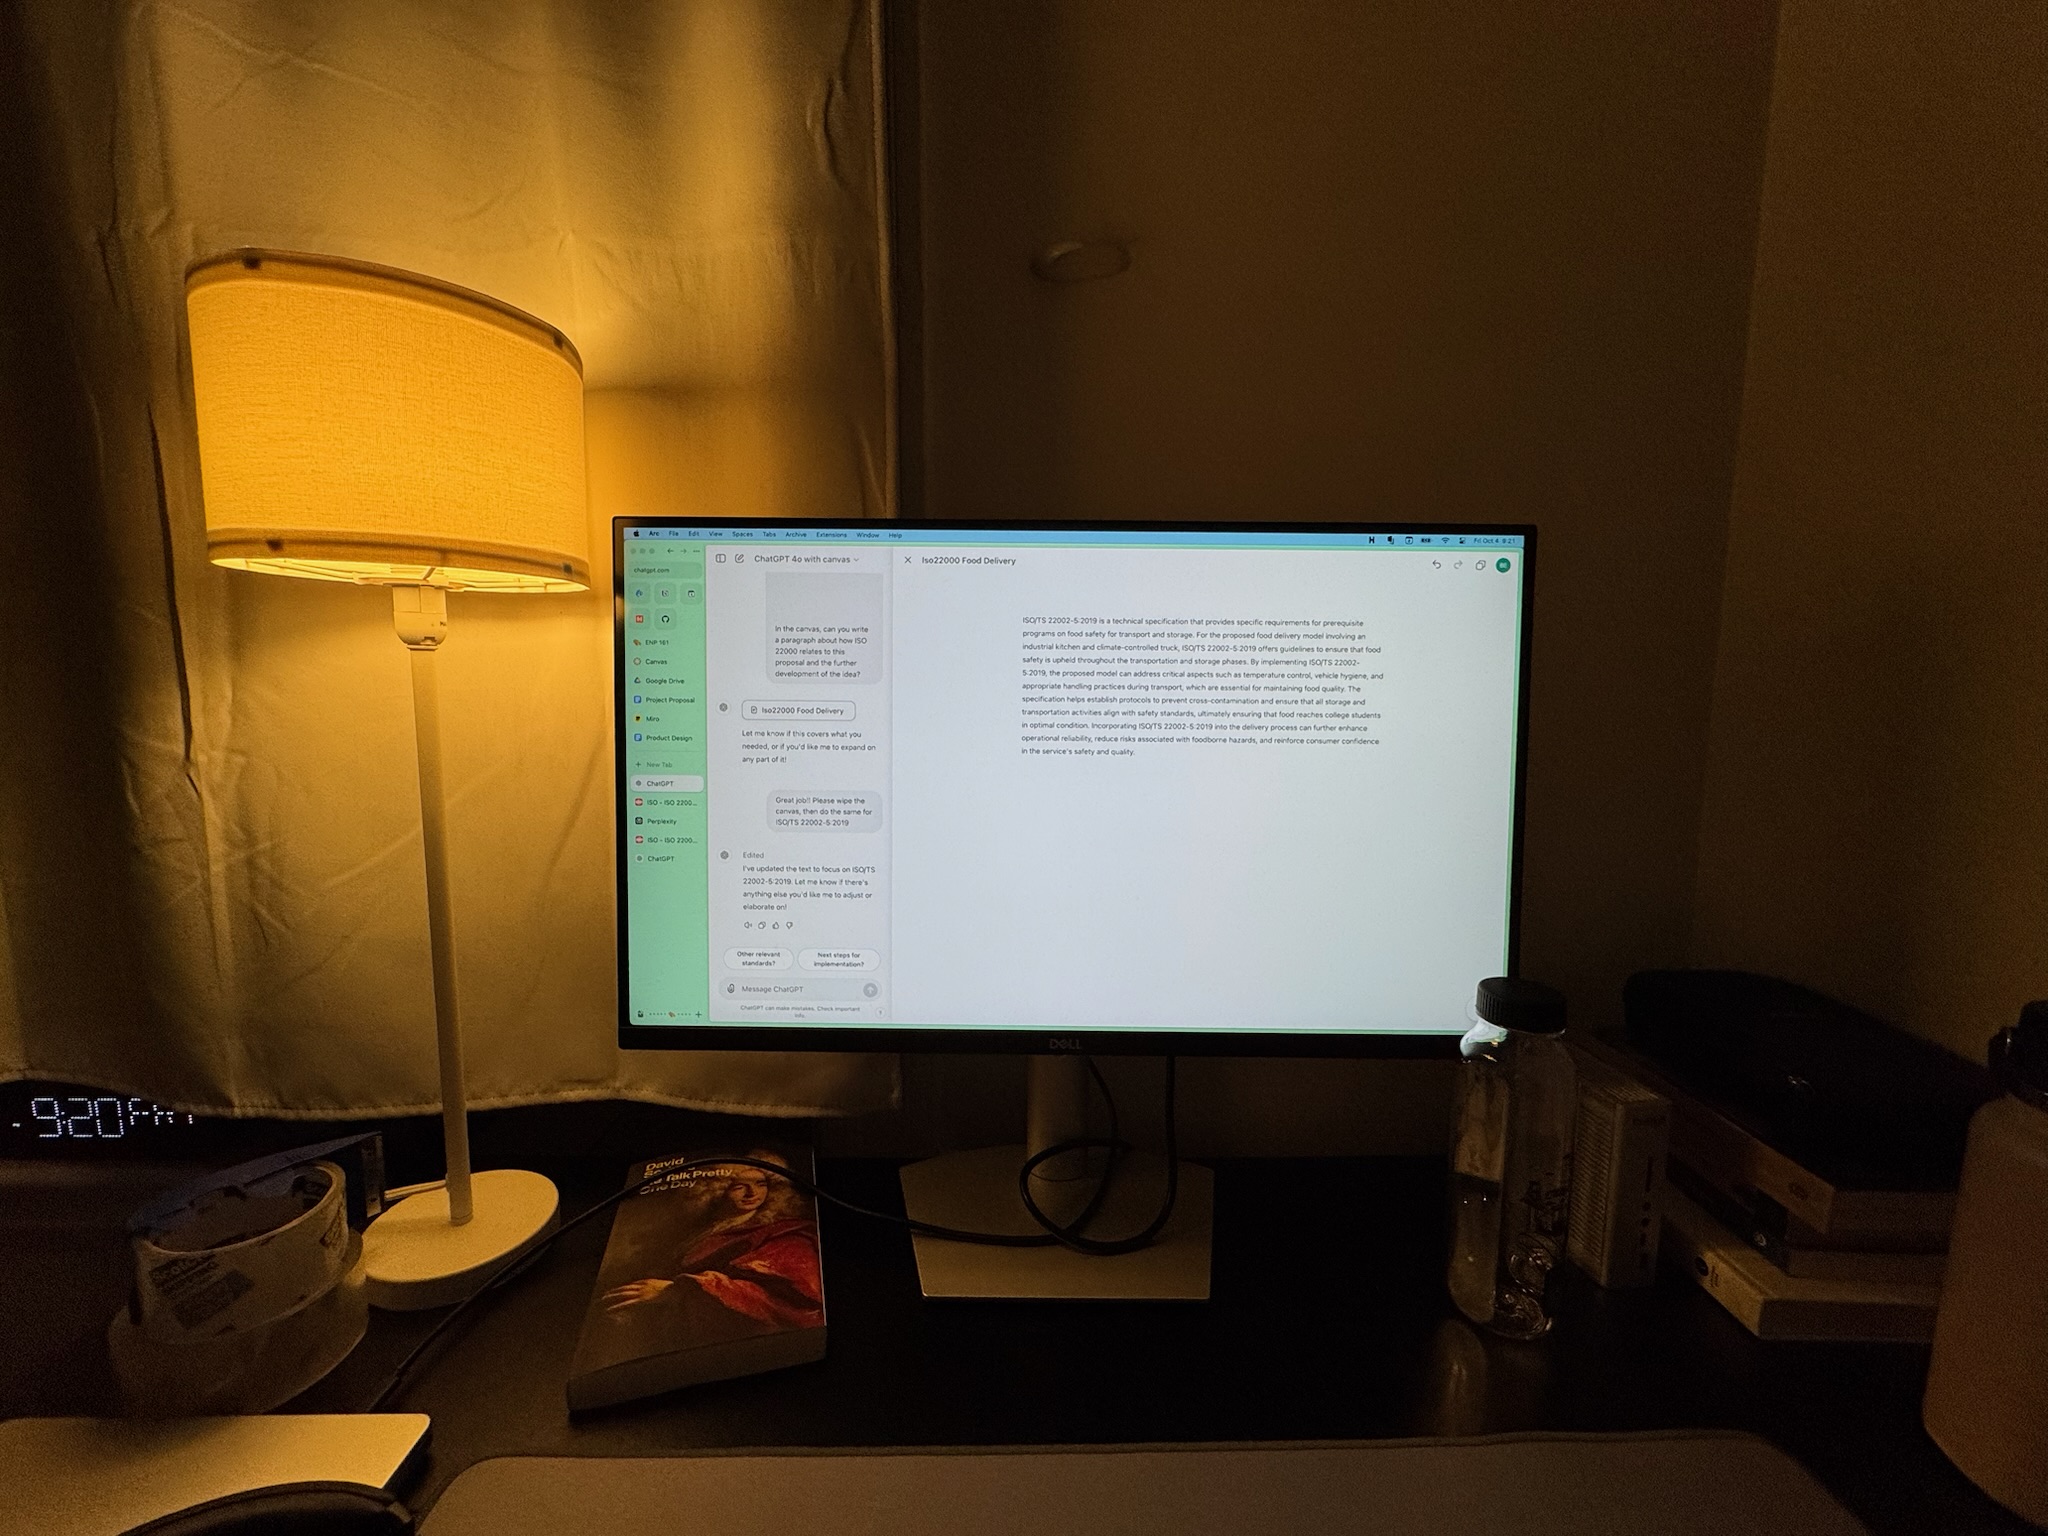 Arc File Edit View Spaces Tabs Archive Extensions Window Help
Fri Oct 4 9:21
chatgpt.com
ENP 161
Canvas
Google Drive
Project Proposal
Miro
Product Design
New Tab
ChatGPT
ISO - ISO 2200...
Perplexity
ISO - ISO 2200...
ChatGPT
ChatGPT 4o with canvas
In the canvas, can you write
a paragraph about how ISO
22000 relates to this
proposal and the further
development of the idea?
Iso22000 Food Delivery
Let me know if this covers what you
needed, or if you'd like me to expand on
any part of it!
Great job!! Please wipe the
canvas, then do the same for
ISO/TS 22002-5:2019
Edited
I've updated the text to focus on ISO/TS
22002-5:2019. Let me know if there's
anything else you'd like me to adjust or
elaborate on!
Other relevant
standards?
Next steps for
implementation?
Message ChatGPT
ChatGPT can make mistakes. Check important
info.
Iso22000 Food Delivery
ISO/TS 22002-5:2019 is a technical specification that provides specific requirements for prerequisite
programs on food safety for transport and storage. For the proposed food delivery model involving an
industrial kitchen and climate-controlled truck, ISO/TS 22002-5:2019 offers guidelines to ensure that food
safety is upheld throughout the transportation and storage phases. By implementing ISO/TS 22002-
5:2019, the proposed model can address critical aspects such as temperature control, vehicle hygiene, and
appropriate handling practices during transport, which are essential for maintaining food quality. The
specification helps establish protocols to prevent cross-contamination and ensure that all storage and
transportation activities align with safety standards, ultimately ensuring that food reaches college students
in optimal condition. Incorporating ISO/TS 22002-5:2019 into the delivery process can further enhance
operational reliability, reduce risks associated with foodborne hazards, and reinforce consumer confidence
in the service's safety and quality.
DELL
9:20
David
Talk Pretty
One Day